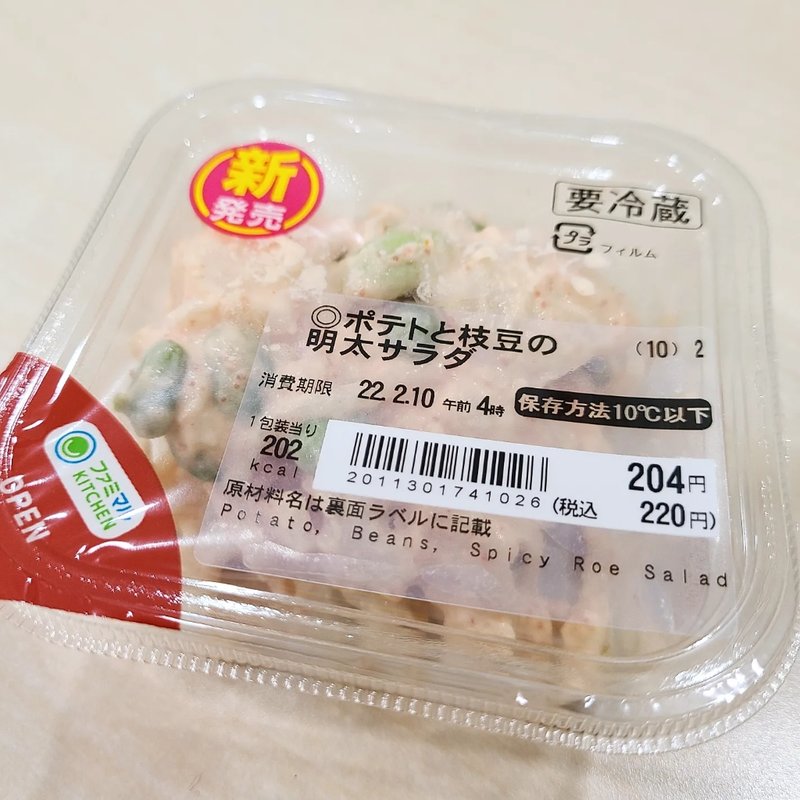 新
発売
要冷蔵
プラ
フィルム
◎ポテトと枝豆の
明太サラダ
(10) 2
消費期限 22. 2.10 午前 4時
保存方法10℃以下
1包装当り
202
kcal
2011301741026
204円
(税込 220円)
原材料名は裏面ラベルに記載
Potato, Beans, Spicy Roe Salad
ファミマル
KITCHEN
OPEN